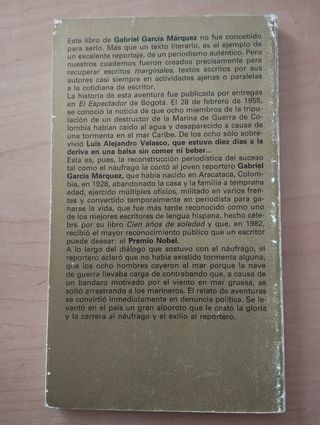 Este libro de Gabriel García Márquez no fue concebido
para serlo. Mas que un texto literario, es el ejemplo de
un excelente reportaje, de un periodismo auténtico. Pero
nuestros cuadernos fueron creados precisamente para
recuperar escritos marginales, textos escritos por sus
autores casi siempre en actividades ajenas o paralelas
a la cotidiana de escritor.
La historia de esta aventura fue publicada por entregas
en El Espectador de Bogotá. El 28 de febrero de 1955,
se conoció la noticia de que ocho miembros de la tripu-
lación de un destructor de la Marina de Guerra de Co-
lombia habían caído al agua y desaparecido a causa de
una tormenta en el mar Caribe. De los ocho sólo sobre-
vivió Luis Alejandro Velasco, que estuvo diez días a la
deriva en una balsa sin comer ni beber...
Esta es, pues, la reconstrucción periodística del suceso
tal como el náufrago la contó al joven reportero Gabriel
García Márquez, que había nacido en Aracataca, Colom-
bia, en 1928, abandonado la casa y la familia a temprana
edad, ejercido múltiples oficios, militado en varios fren-
tes y convertido temporalmente en periodista para ga-
narse la vida, que fue más tarde reconocido como uno
de los mejores escritores de lengua hispana, hecho céle-
bre por su libro Cien años de soledad y que, en 1982,
recibió el mayor reconocimiento público que un escritor
puede desear: el Premio Nobel.
A lo largo del diálogo que sostuvo con el náufrago, el
reportero aclaró que no había existido tormenta alguna,
que los ocho hombres cayeron al mar porque la nave
de guerra llevaba carga de contrabando que, a causa de
un bandazo motivado por el viento en mar gruesa, se
soltó arrastrando a los marineros. El relato de aventuras
se convirtió inmediatamente en denuncia política. Se le-
vantó en el país un gran alboroto que le costó la gloria
y la carrera al náufrago y el exilio al reportero.